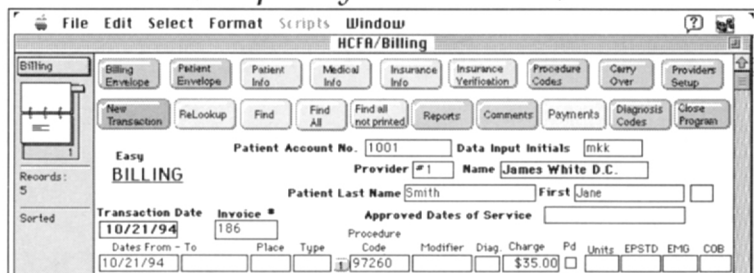 File Edit Select Format Scripts Window
HCFA/Billing
Billing
Billing Envelope
Patient Envelope
Patient Info
Medical Info
Insurance Info
Insurance Verification
Procedure Codes
Carry Over
Providers Setup
New Transaction
ReLookup
Find
Find All
Find all not printed
Reports
Comments
Payments
Diagnosis Codes
Close Program
1
Records:
5
Sorted
Easy
BILLING
Patient Account No. 1001 Data Input Initials mkk
Provider #1 Name James White D.C.
Patient Last Name Smith First Jane
Transaction Date Invoice # Approved Dates of Service
10/21/94 186
Procedure
Dates From - To Place Type Code Modifier Diag. Charge Pd Units EPSTD EMG COB
10/21/94 1 97260 $35.00